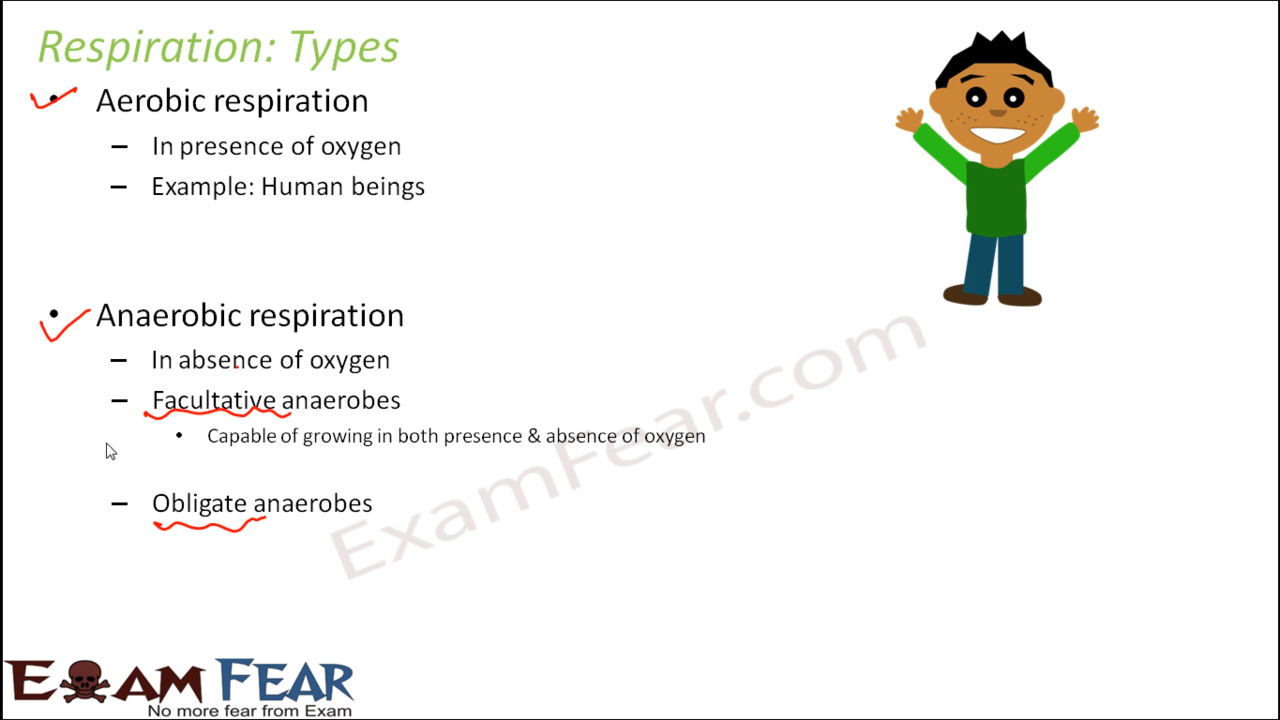 Respiration: Types
• Aerobic respiration
– In presence of oxygen
– Example: Human beings
• Anaerobic respiration
– In absence of oxygen
– Facultative anaerobes
• Capable of growing in both presence & absence of oxygen
– Obligate anaerobes
ExamFear.com
EXAM FEAR
No more fear from Exam